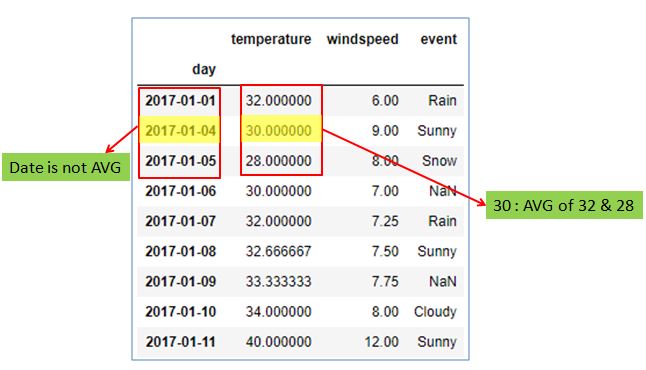 temperature windspeed event
day
2017-01-01 32.000000 6.00 Rain
2017-01-04 30.000000 9.00 Sunny
Date is not AVG
2017-01-05 28.000000 8.00 Snow
2017-01-06 30.000000 7.00 NaN
30 : AVG of 32 & 28
2017-01-07 32.000000 7.25 Rain
2017-01-08 32.666667 7.50 Sunny
2017-01-09 33.333333 7.75 NaN
2017-01-10 34.000000 8.00 Cloudy
2017-01-11 40.000000 12.00 Sunny